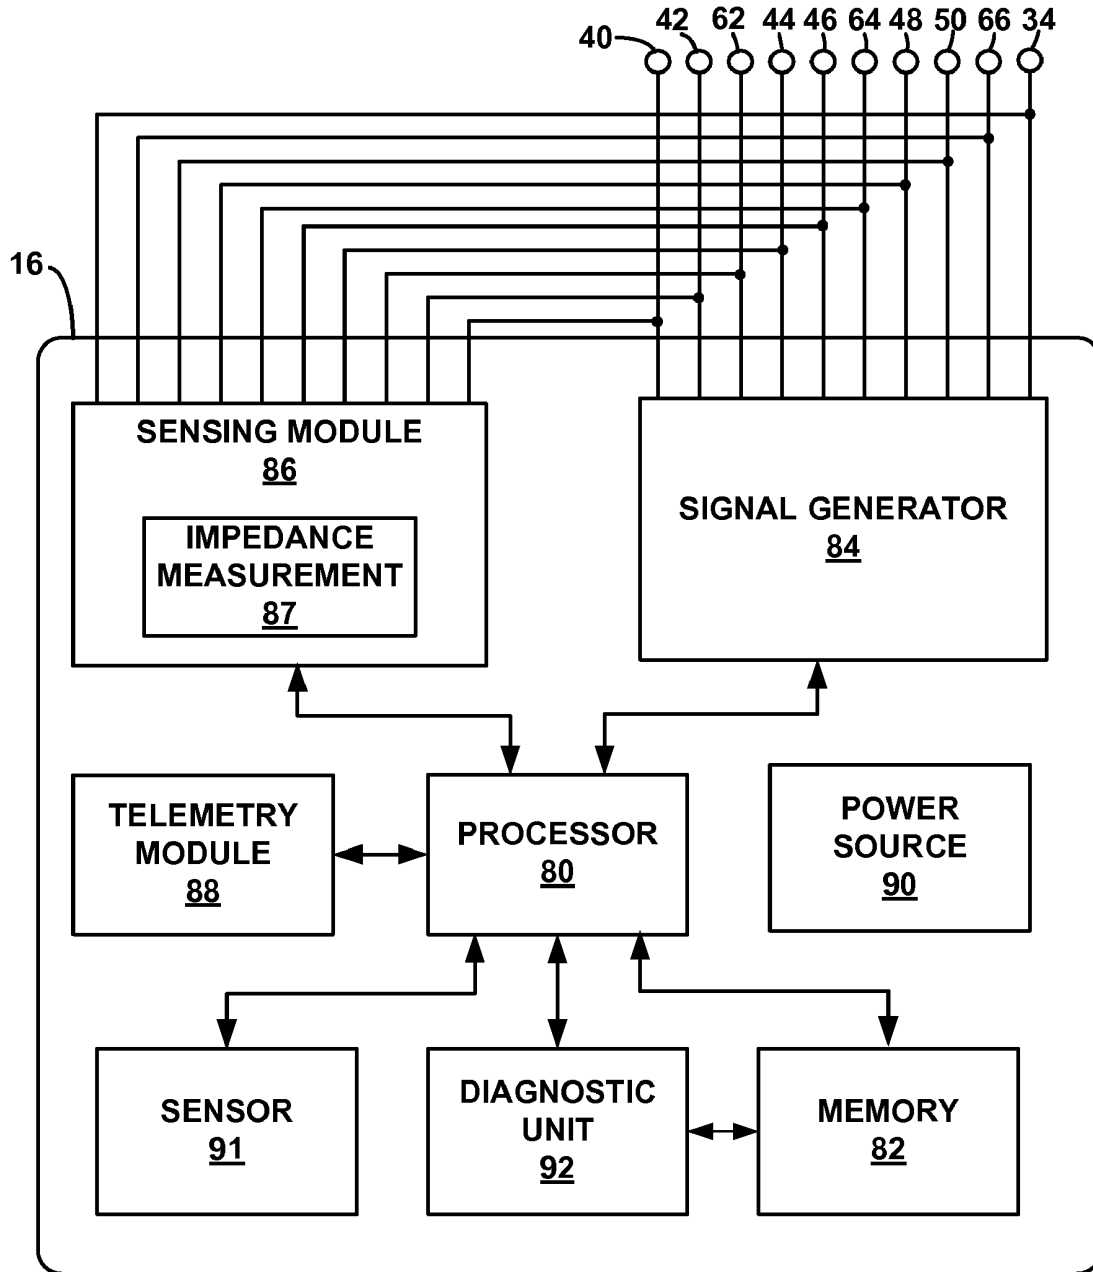 40 42 62 44 46 64 48 50 66 34
16
SENSING MODULE
86
IMPEDANCE
MEASUREMENT
87
SIGNAL GENERATOR
84
TELEMETRY
MODULE
88
PROCESSOR
80
POWER
SOURCE
90
SENSOR
91
DIAGNOSTIC
UNIT
92
MEMORY
82